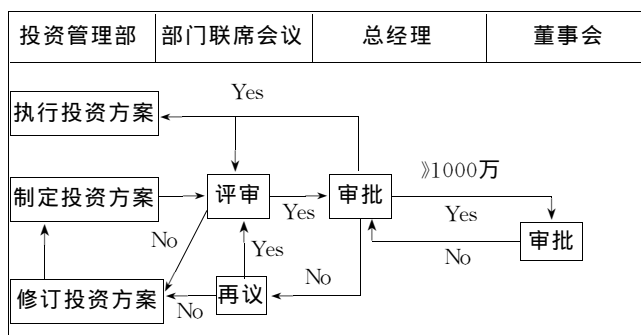 投资管理部 部门联席会议 总经理 董事会
Yes
执行投资方案
》1000万
制定投资方案 评审 Yes 审批 Yes
No Yes No 审批
No
修订投资方案 No 再议